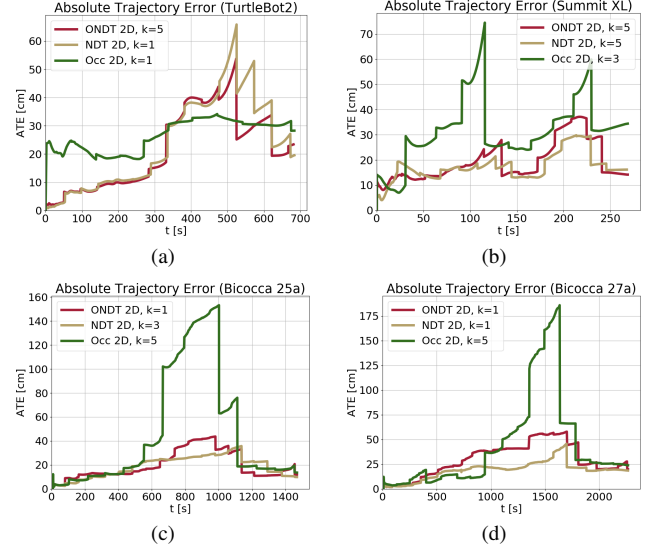 Absolute Trajectory Error (TurtleBot2)
ONDT 2D, k=5
NDT 2D, k=1
Occ 2D, k=1
ATE [cm]
60
50
40
30
20
10
0
0 100 200 300 400 500 600 700
t [s]
(a)
Absolute Trajectory Error (Summit XL)
ONDT 2D, k=5
NDT 2D, k=5
Occ 2D, k=3
ATE [cm]
70
60
50
40
30
20
10
0
0 50 100 150 200 250
t [s]
(b)
Absolute Trajectory Error (Bicocca 25a)
ONDT 2D, k=1
NDT 2D, k=3
Occ 2D, k=5
ATE [cm]
160
140
120
100
80
60
40
20
0
0 200 400 600 800 1000 1200 1400
t [s]
(c)
Absolute Trajectory Error (Bicocca 27a)
ONDT 2D, k=1
NDT 2D, k=1
Occ 2D, k=5
ATE [cm]
175
150
125
100
75
50
25
0
0 500 1000 1500 2000
t [s]
(d)